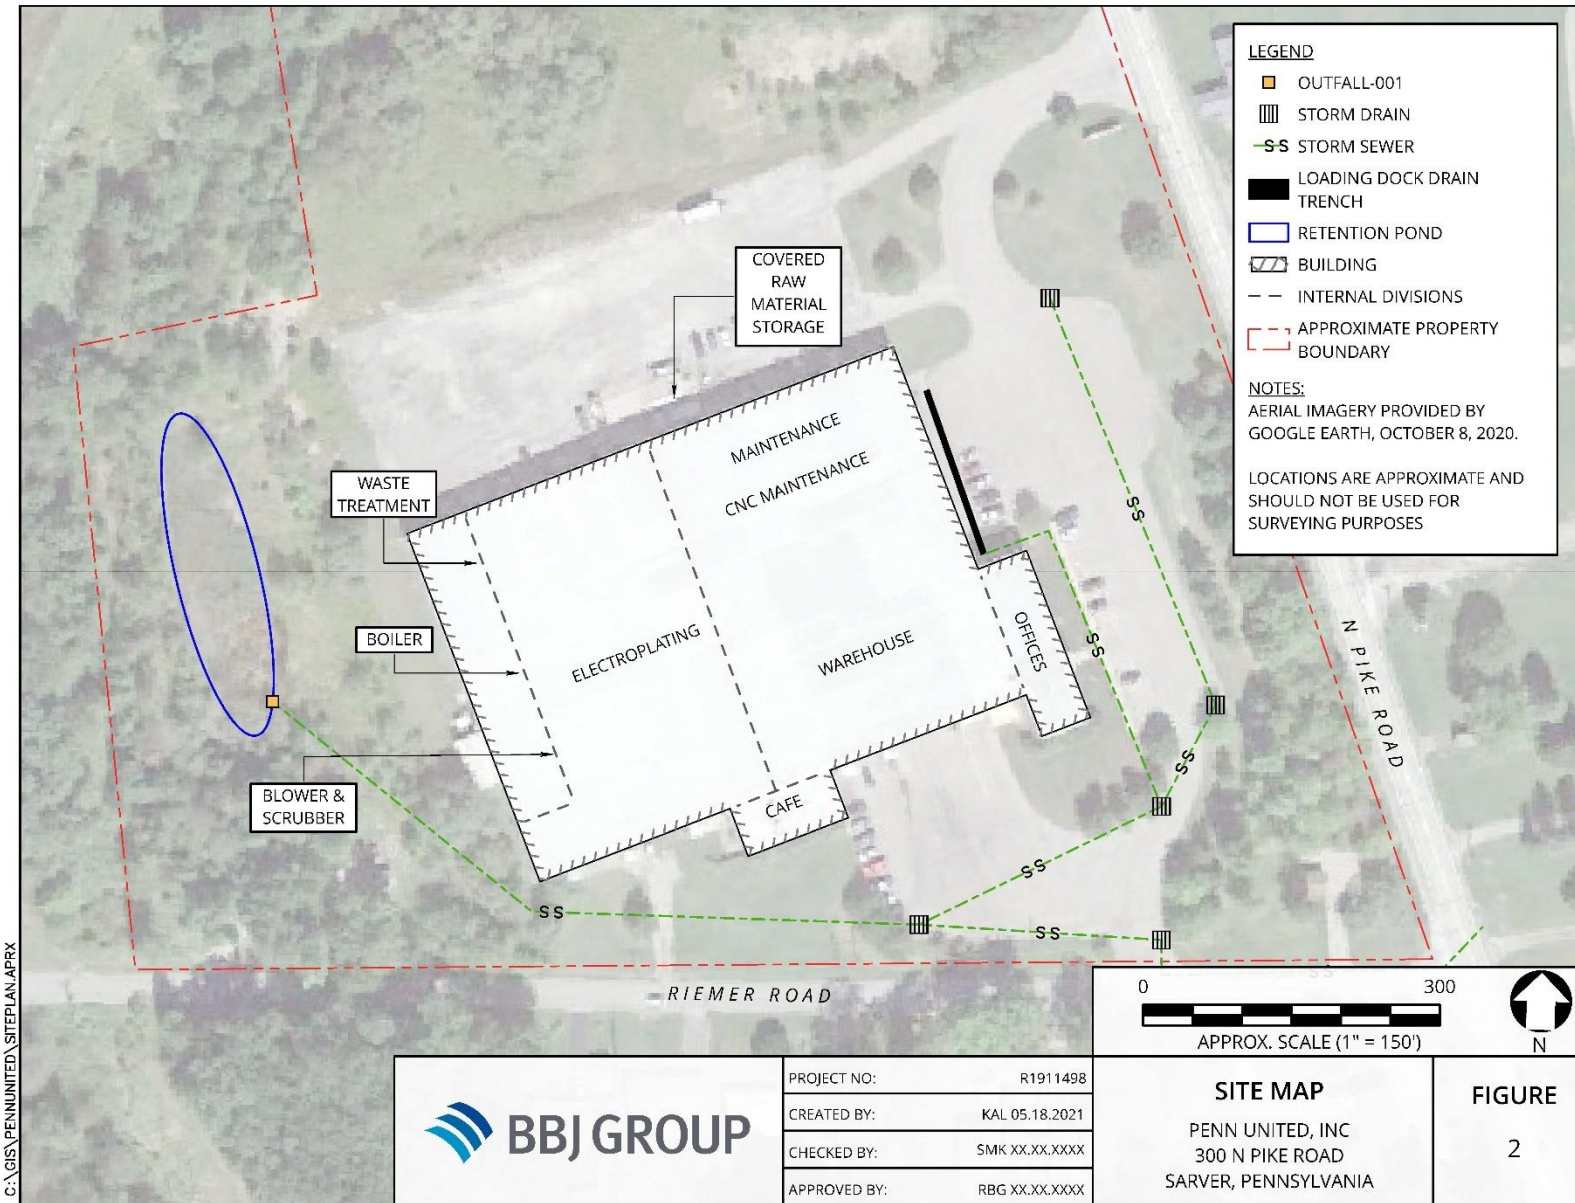 LEGEND
OUTFALL-001
STORM DRAIN
SS STORM SEWER
LOADING DOCK DRAIN
TRENCH
RETENTION POND
BUILDING
INTERNAL DIVISIONS
APPROXIMATE PROPERTY
BOUNDARY
NOTES:
AERIAL IMAGERY PROVIDED BY
GOOGLE EARTH, OCTOBER 8, 2020.
LOCATIONS ARE APPROXIMATE AND
SHOULD NOT BE USED FOR
SURVEYING PURPOSES
COVERED
RAW
MATERIAL
STORAGE
MAINTENANCE
CNC MAINTENANCE
WASTE
TREATMENT
SS
BOILER
ELECTROPLATING
WAREHOUSE
OFFICES
SS
N PIKE ROAD
SS
BLOWER &
SCRUBBER
CAFE
SS
SS
SS
SS
RIEMER ROAD
0 300
APPROX. SCALE (1" = 150')
N
C:\GIS\PENNUNITED\SITEPLAN.APRX
BBJ GROUP
PROJECT NO: R1911498
CREATED BY: KAL 05.18.2021
CHECKED BY: SMK XX.XX.XXXX
APPROVED BY: RBG XX.XX.XXXX
SITE MAP
PENN UNITED, INC
300 N PIKE ROAD
SARVER, PENNSYLVANIA
FIGURE
2